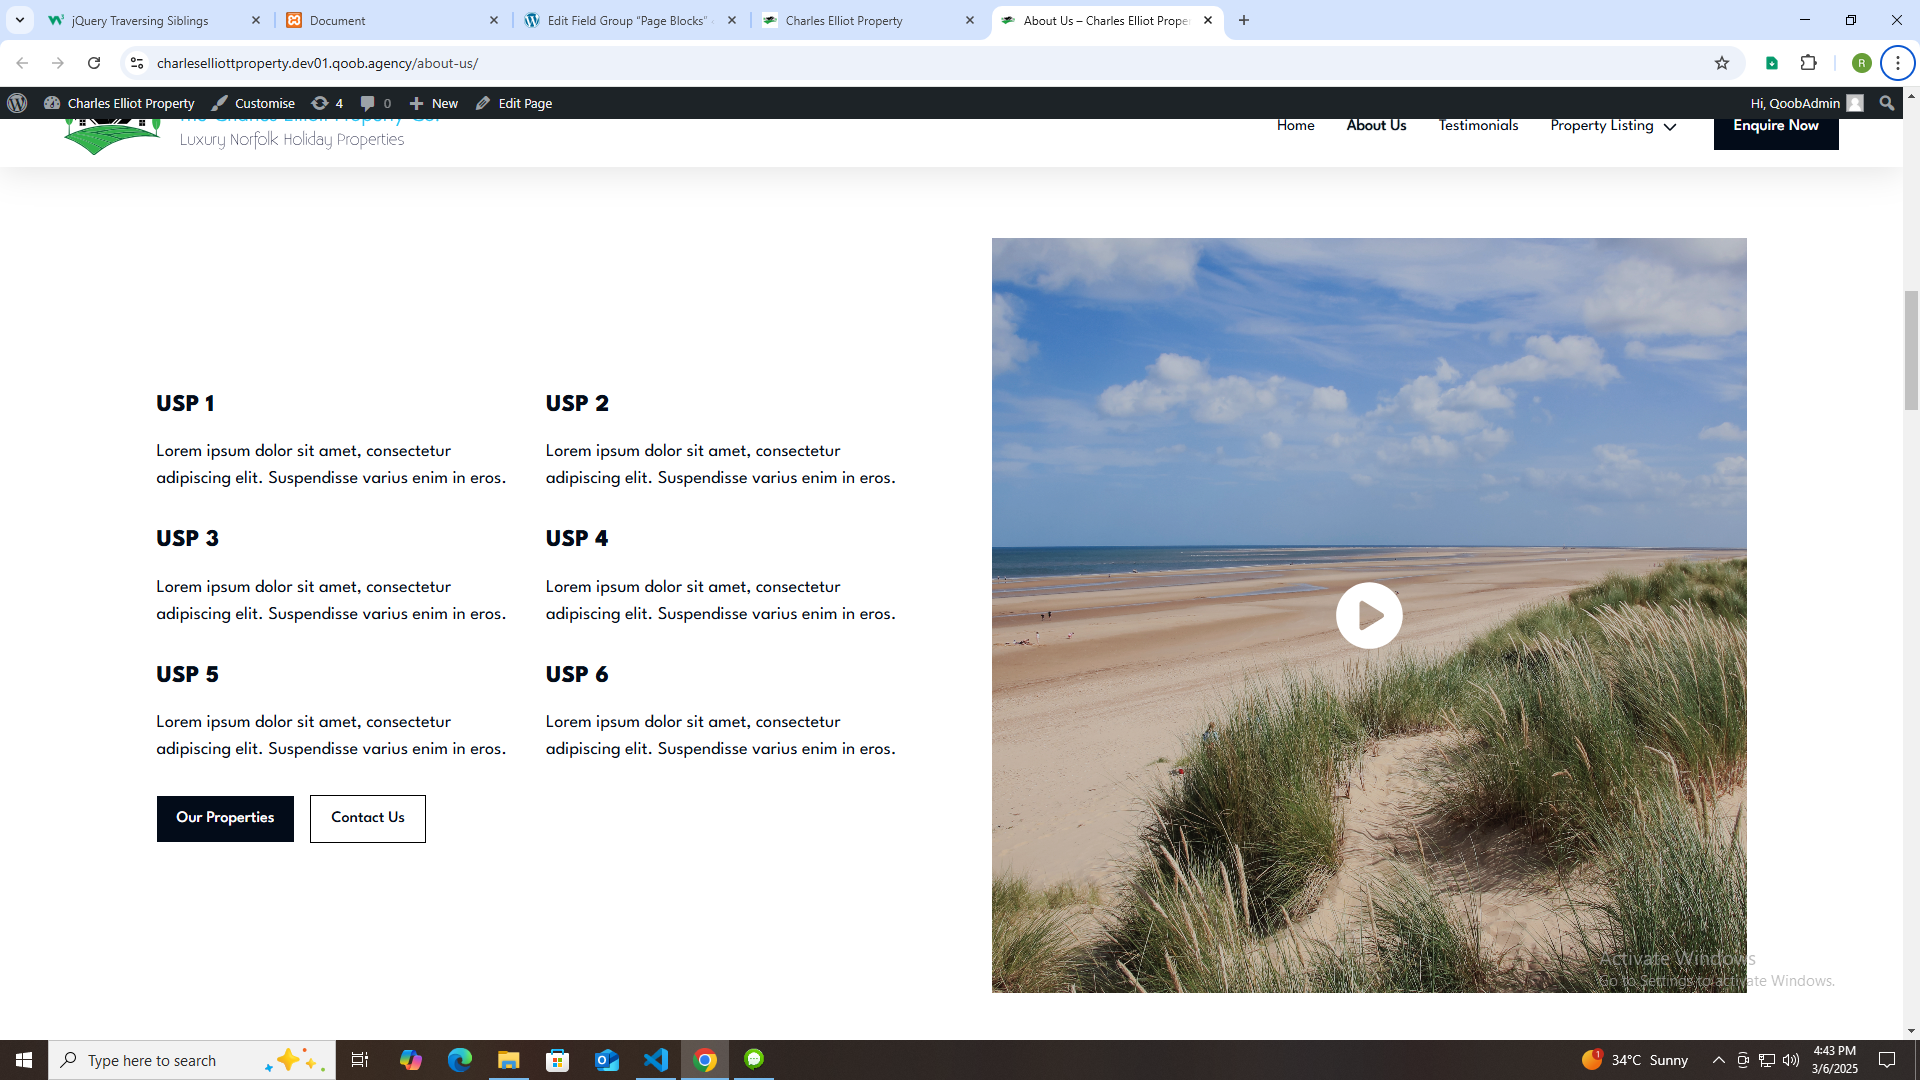 jQuery Traversing Siblings
Document
Edit Field Group “Page Blocks”
Charles Elliot Property
About Us – Charles Elliot Prope
charleselliottproperty.dev01.qoob.agency/about-us/
R
Charles Elliot Property
Customise
4
0
New
Edit Page
Hi, QoobAdmin
The Charles Elliott Property Co.
Luxury Norfolk Holiday Properties
Home
About Us
Testimonials
Property Listing
Enquire Now
USP 1
Lorem ipsum dolor sit amet, consectetur
adipiscing elit. Suspendisse varius enim in eros.
USP 2
Lorem ipsum dolor sit amet, consectetur
adipiscing elit. Suspendisse varius enim in eros.
USP 3
Lorem ipsum dolor sit amet, consectetur
adipiscing elit. Suspendisse varius enim in eros.
USP 4
Lorem ipsum dolor sit amet, consectetur
adipiscing elit. Suspendisse varius enim in eros.
USP 5
Lorem ipsum dolor sit amet, consectetur
adipiscing elit. Suspendisse varius enim in eros.
USP 6
Lorem ipsum dolor sit amet, consectetur
adipiscing elit. Suspendisse varius enim in eros.
Our Properties
Contact Us
Activate Windows
Go to Settings to activate Windows.
Type here to search
1
34°C Sunny
4:43 PM
3/6/2025